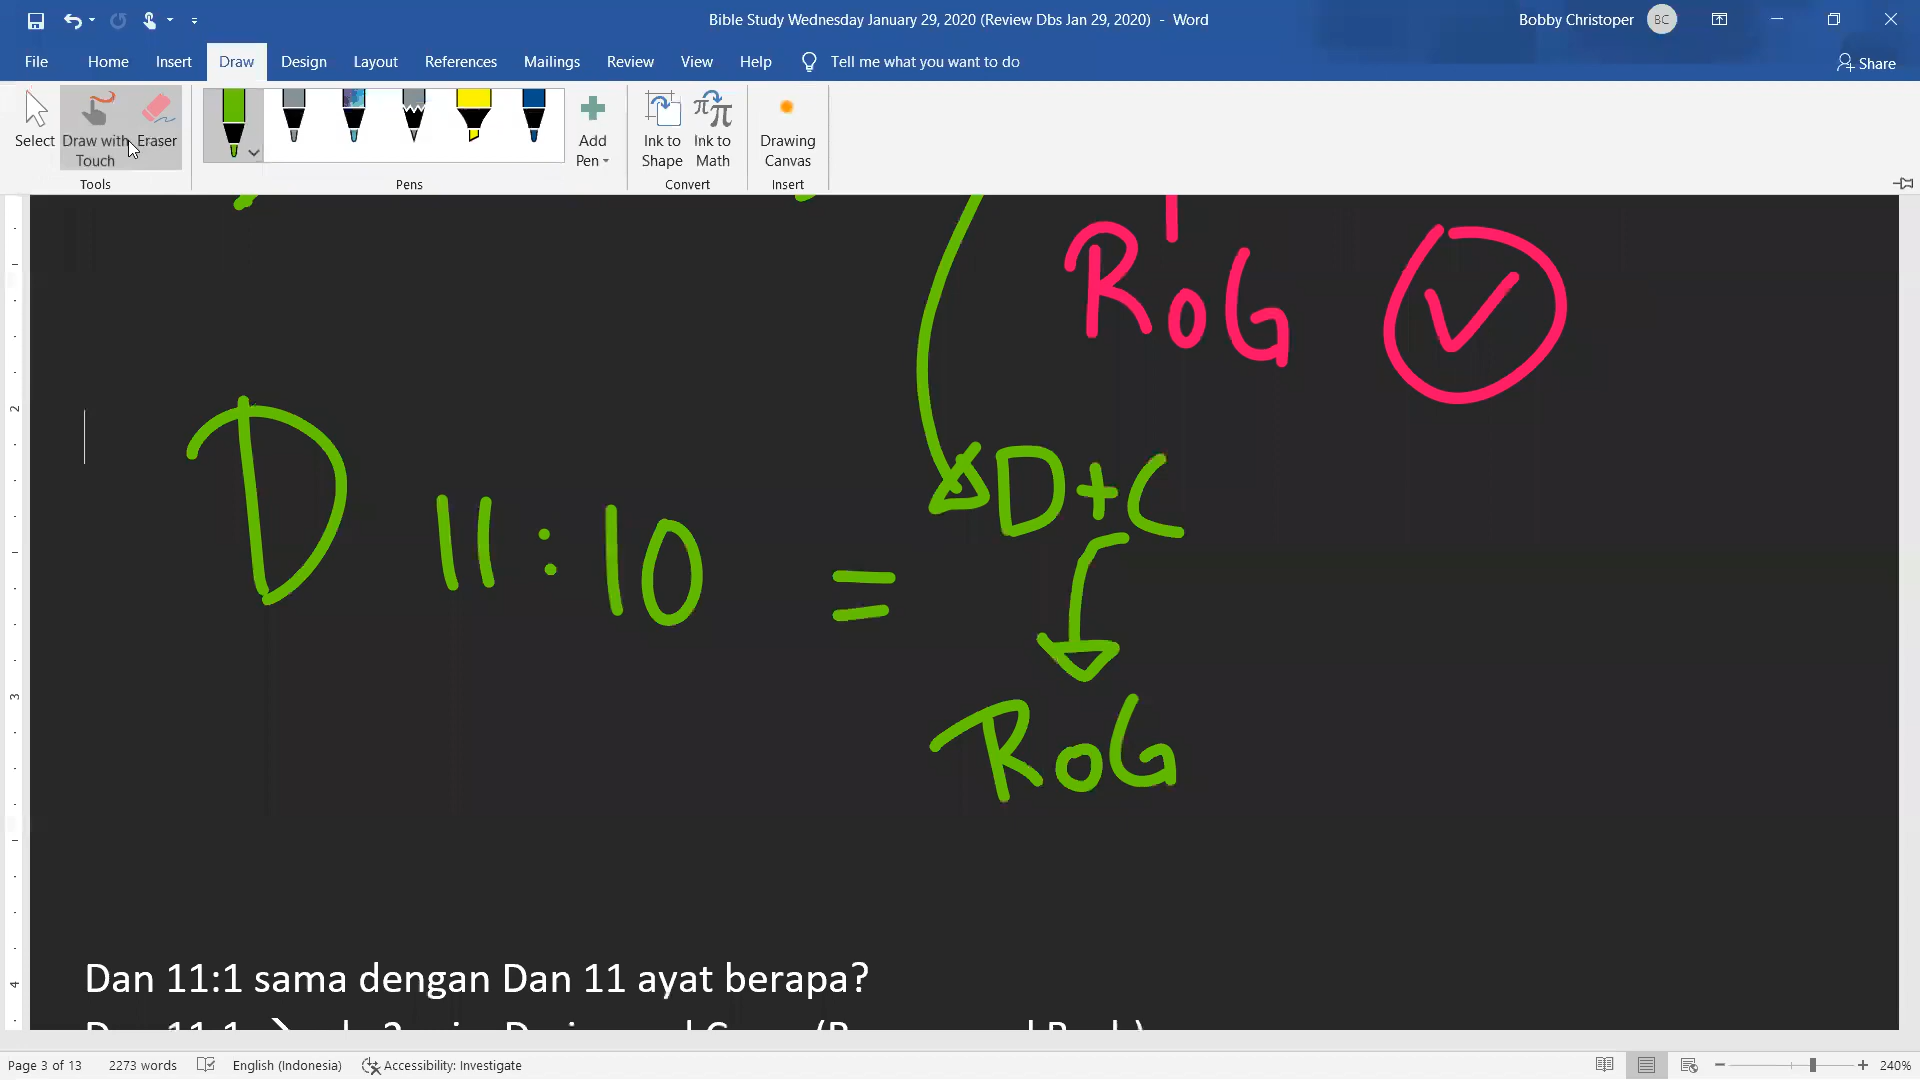 Bible Study Wednesday January 29, 2020 (Review Dbs Jan 29, 2020) - Word
Bobby Christoper
BC
File Home Insert Draw Design Layout References Mailings Review View Help Tell me what you want to do
Share
Select
Draw with Touch
Eraser
Add Pen
Ink to Shape
Ink to Math
Drawing Canvas
Tools
Pens
Convert
Insert
RoG
D 11:10 = D+C
RoG
2
3
4
Dan 11:1 sama dengan Dan 11 ayat berapa?
Page 3 of 13
2273 words
English (Indonesia)
Accessibility: Investigate
240%